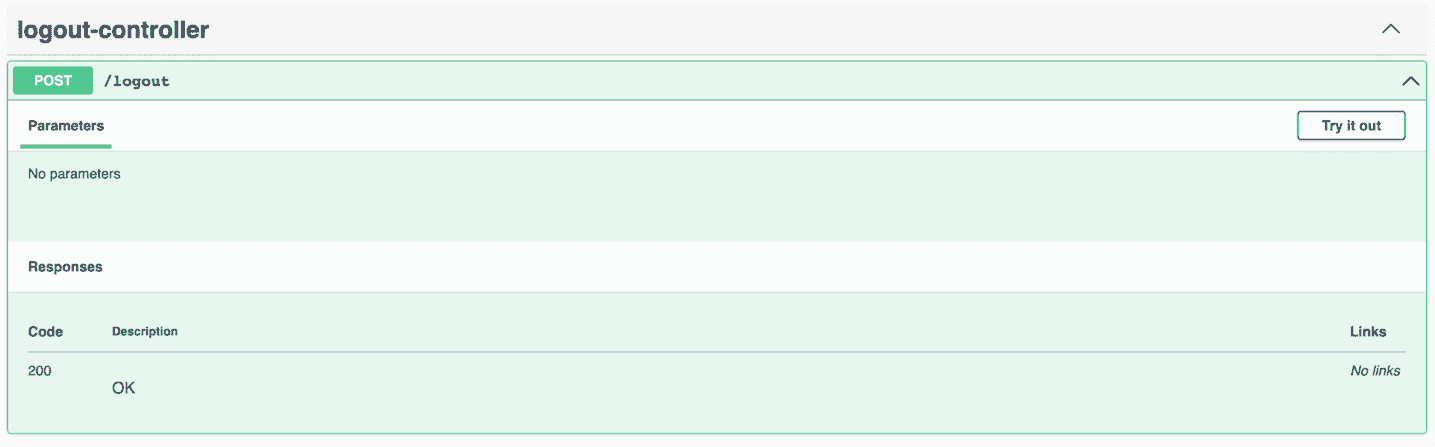 logout-controller
POST /logout
Parameters Try it out
No parameters
Responses
Code Description Links
200 No links
OK